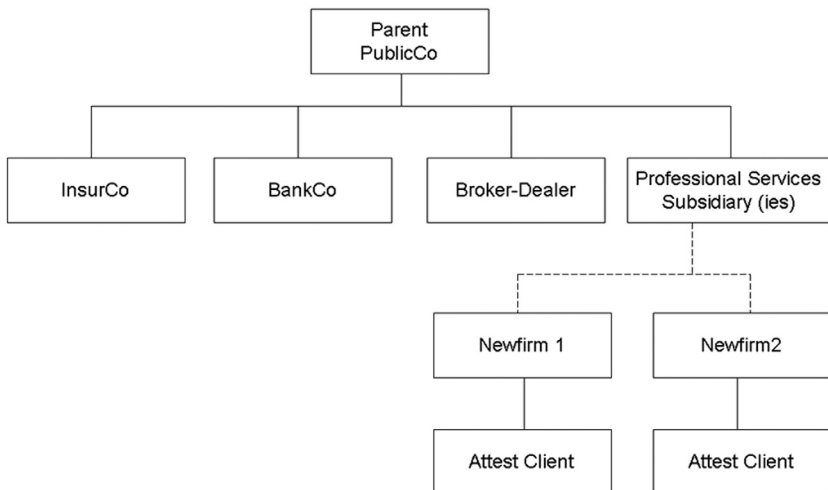 Parent
PublicCo
InsurCo
BankCo
Broker-Dealer
Professional Services
Subsidiary (ies)
Newfirm 1
Newfirm2
Attest Client
Attest Client